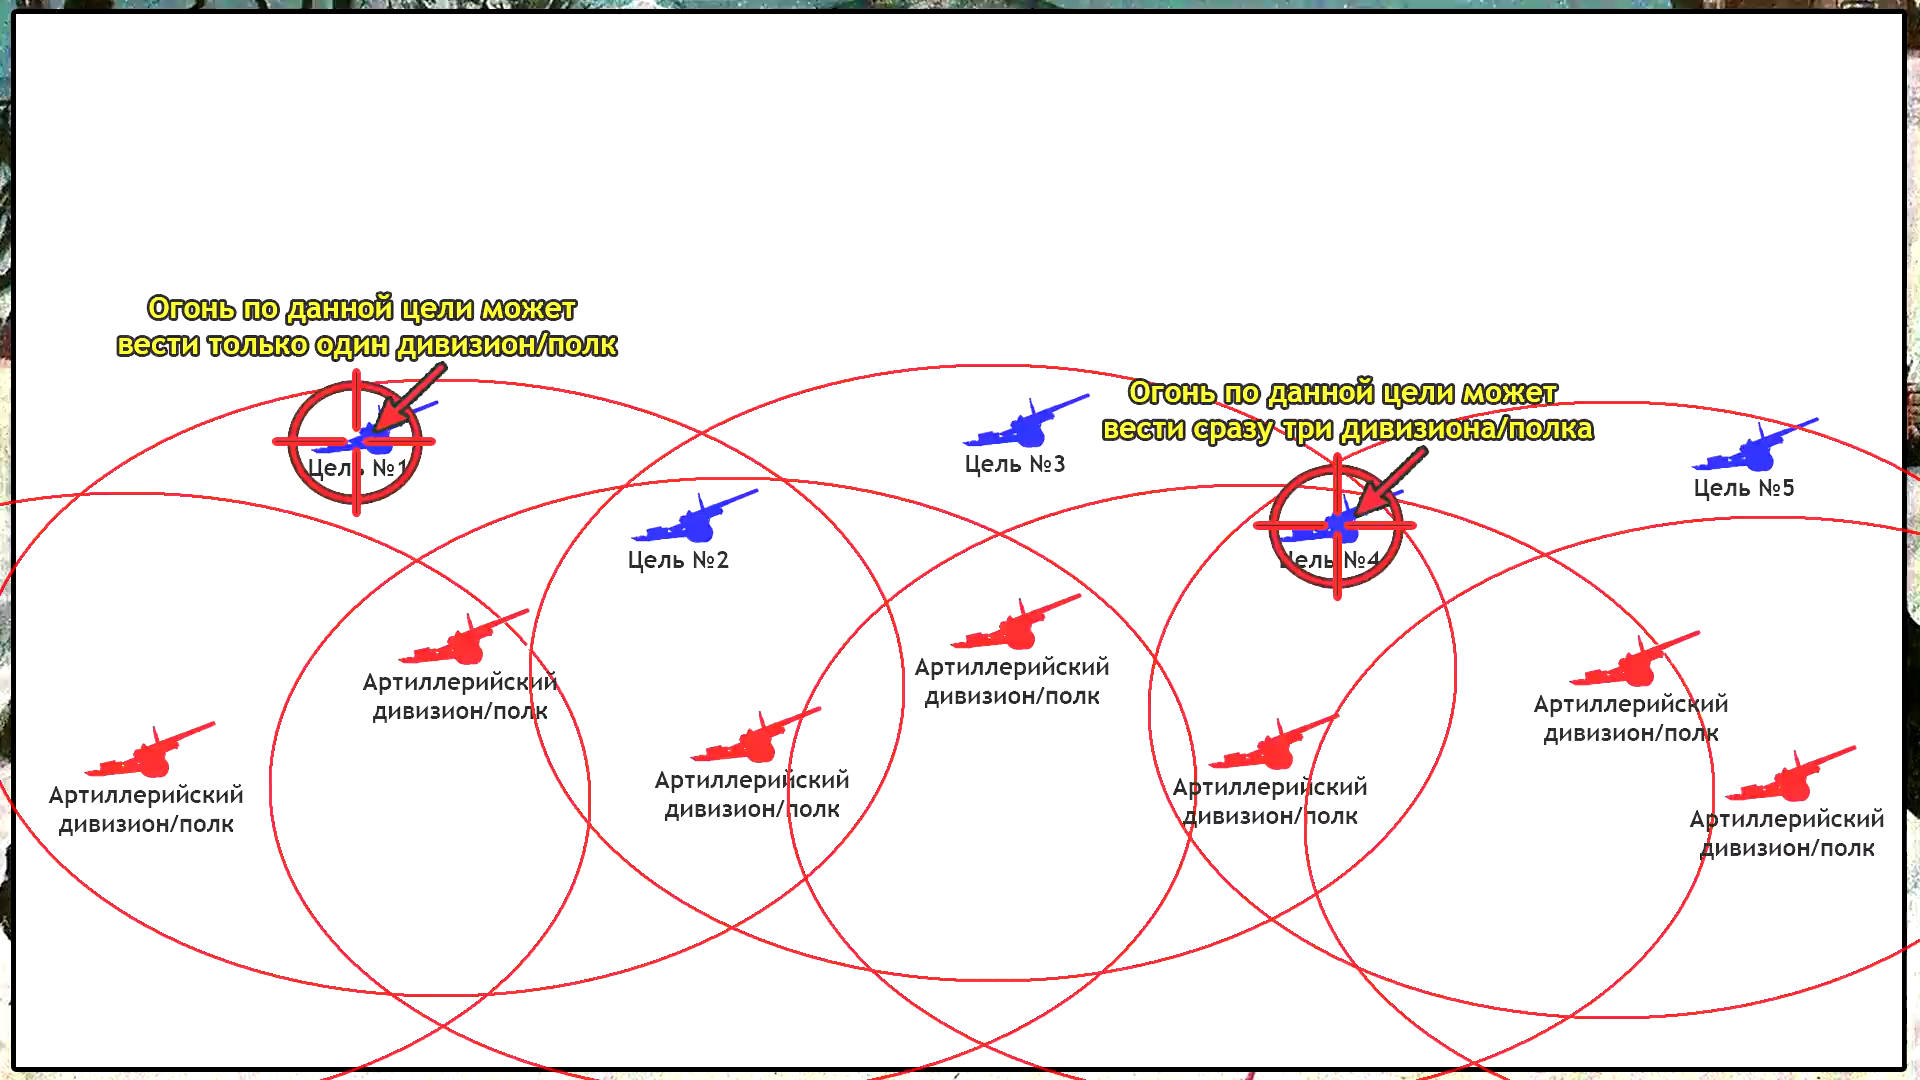 Огонь по данной цели может
вести только один дивизион/полк
Огонь по данной цели может
вести сразу три дивизиона/полка
Цель №1
Цель №3
Цель №5
Цель №2
Цель №4
Артиллерийский
дивизион/полк
Артиллерийский
дивизион/полк
Артиллерийский
дивизион/полк
Артиллерийский
дивизион/полк
Артиллерийский
дивизион/полк
Артиллерийский
дивизион/полк
Артиллерийский
дивизион/полк